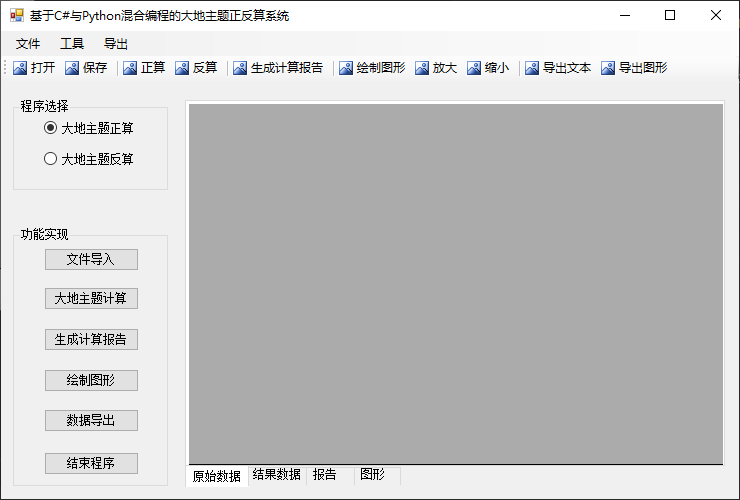 基于C#与Python混合编程的大地主题正反算系统
文件 工具 导出
打开 保存 正算 反算 生成计算报告 绘制图形 放大 缩小 导出文本 导出图形
程序选择
大地主题正算
大地主题反算
功能实现
文件导入
大地主题计算
生成计算报告
绘制图形
数据导出
结束程序
原始数据 结果数据 报告 图形